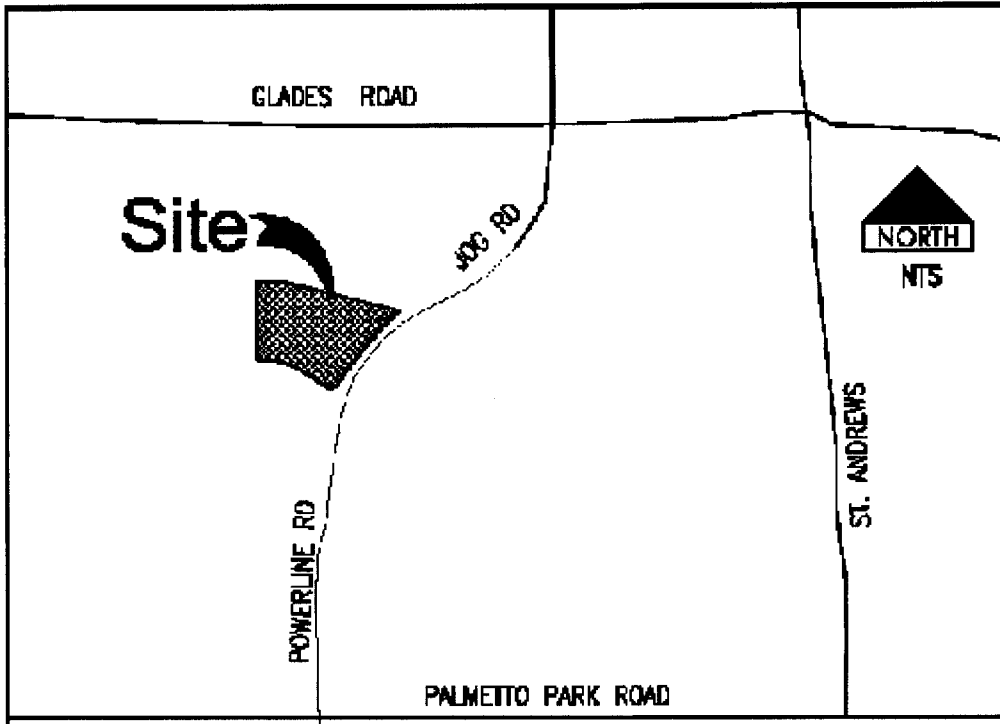 GLADES ROAD
Site
JOG RD
NORTH
NTS
ST. ANDREWS
POWERLINE RD
PALMETTO PARK ROAD